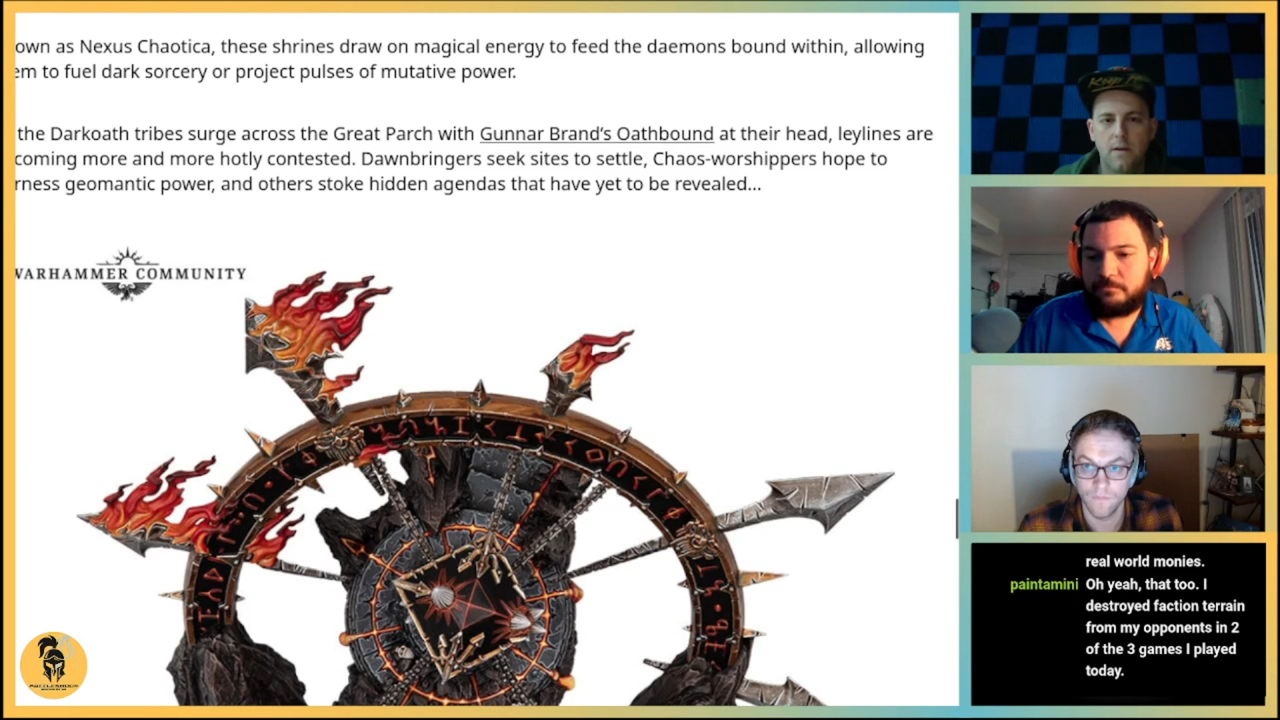 own as Nexus Chaotica, these shrines draw on magical energy to feed the daemons bound within, allowing
em to fuel dark sorcery or project pulses of mutative power.
the Darkoath tribes surge across the Great Parch with Gunnar Brand's Oathbound at their head, leylines are
coming more and more hotly contested. Dawnbringers seek sites to settle, Chaos-worshippers hope to
rness geomantic power, and others stoke hidden agendas that have yet to be revealed...
WARHAMMER COMMUNITY
real world monies.
paintamini Oh yeah, that too. I
destroyed faction terrain
from my opponents in 2
of the 3 games I played
today.